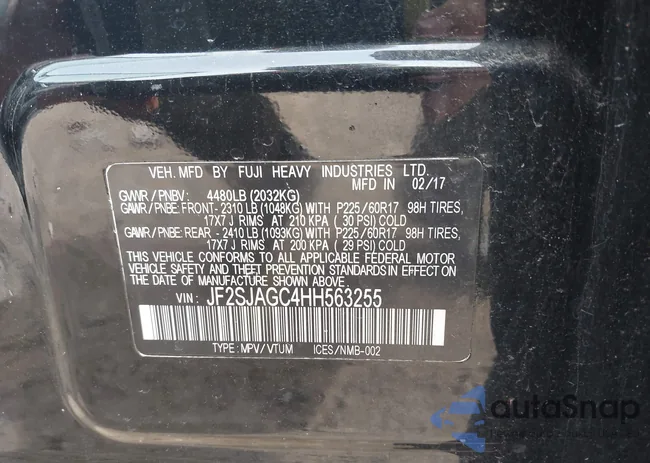 VEH. MFD BY FUJI HEAVY INDUSTRIES LTD.
MFD IN 02/17
GVWR / PNBV: 4480LB (2032KG)
GAWR / PNBE: FRONT- 2310 LB (1048KG) WITH P225/60R17 98H TIRES,
17X7 J RIMS AT 210 KPA ( 30 PSI) COLD
GAWR / PNBE: REAR - 2410 LB (1093KG) WITH P225/60R17 98H TIRES,
17X7 J RIMS AT 200 KPA ( 29 PSI) COLD
THIS VEHICLE CONFORMS TO ALL APPLICABLE FEDERAL MOTOR
VEHICLE SAFETY AND THEFT PREVENTION STANDARDS IN EFFECT ON
THE DATE OF MANUFACTURE SHOWN ABOVE.
VIN: JF2SJAGC4HH563255
TYPE: MPV/VTUM ICES/NMB-002
autoSnap